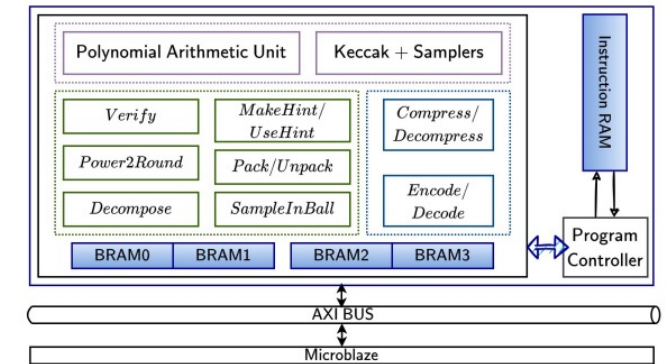 Polynomial Arithmetic Unit
Keccak + Samplers
Verify
MakeHint/
UseHint
Power2Round
Pack/Unpack
Decompose
SampleInBall
Compress/
Decompress
Encode/
Decode
BRAM0
BRAM1
BRAM2
BRAM3
Instruction RAM
Program
Controller
AXI BUS
Microblaze